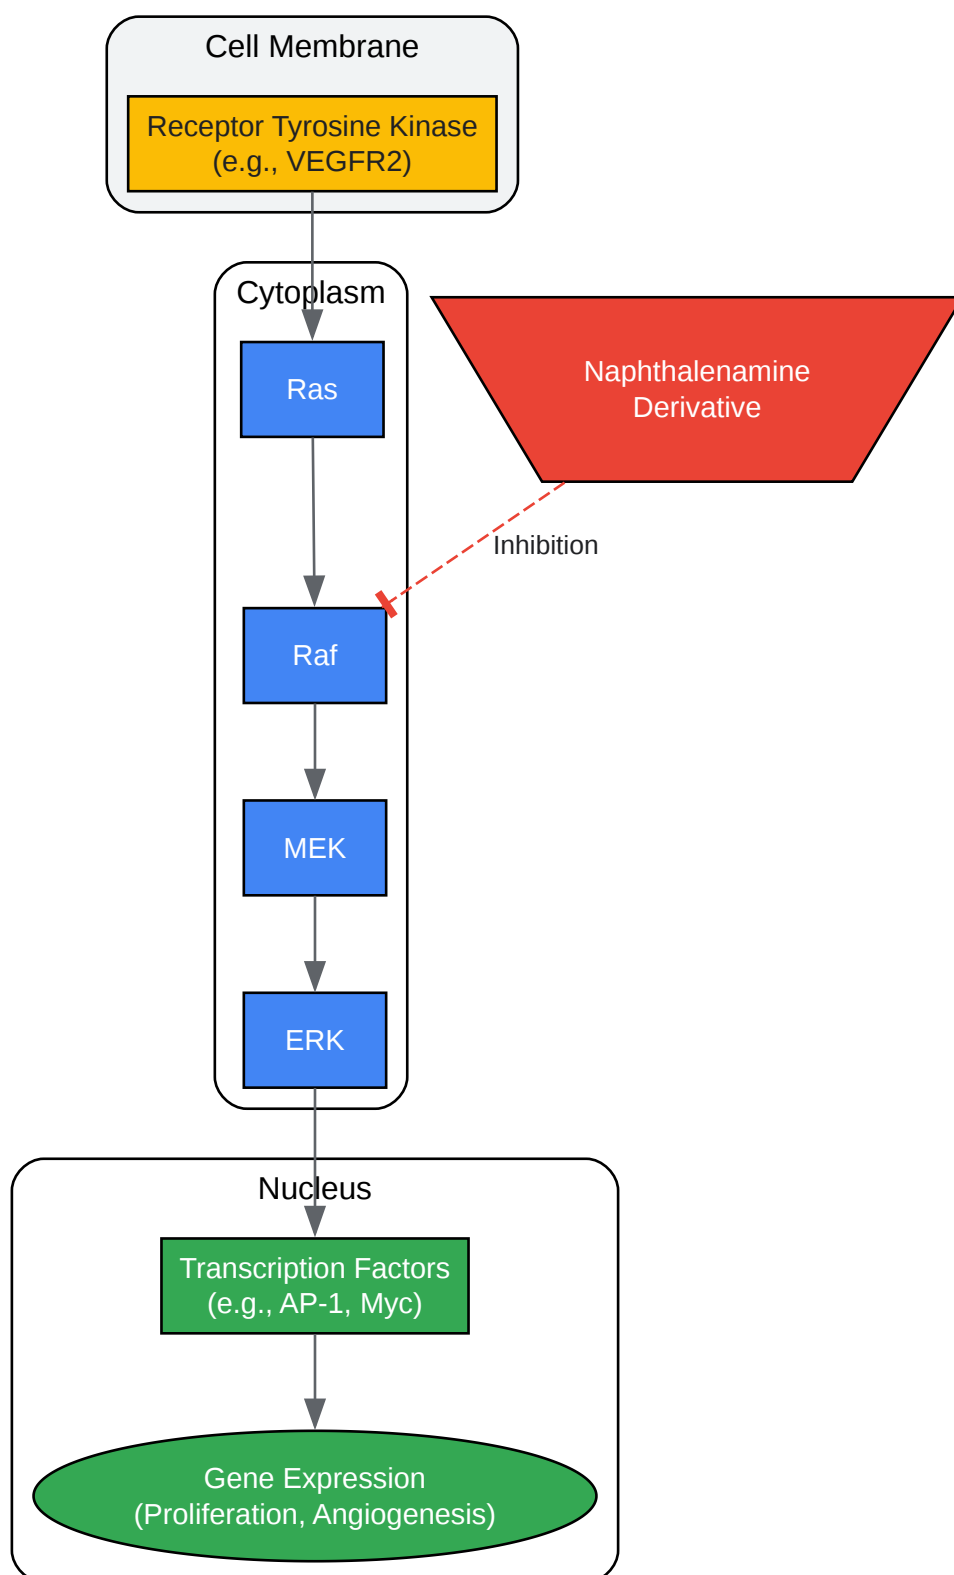 Cell Membrane
Receptor Tyrosine Kinase
(e.g., VEGFR2)
Cytoplasm
Ras
Naphthalenamine
Derivative
Inhibition
Raf
MEK
ERK
Nucleus
Transcription Factors
(e.g., AP-1, Myc)
Gene Expression
(Proliferation, Angiogenesis)